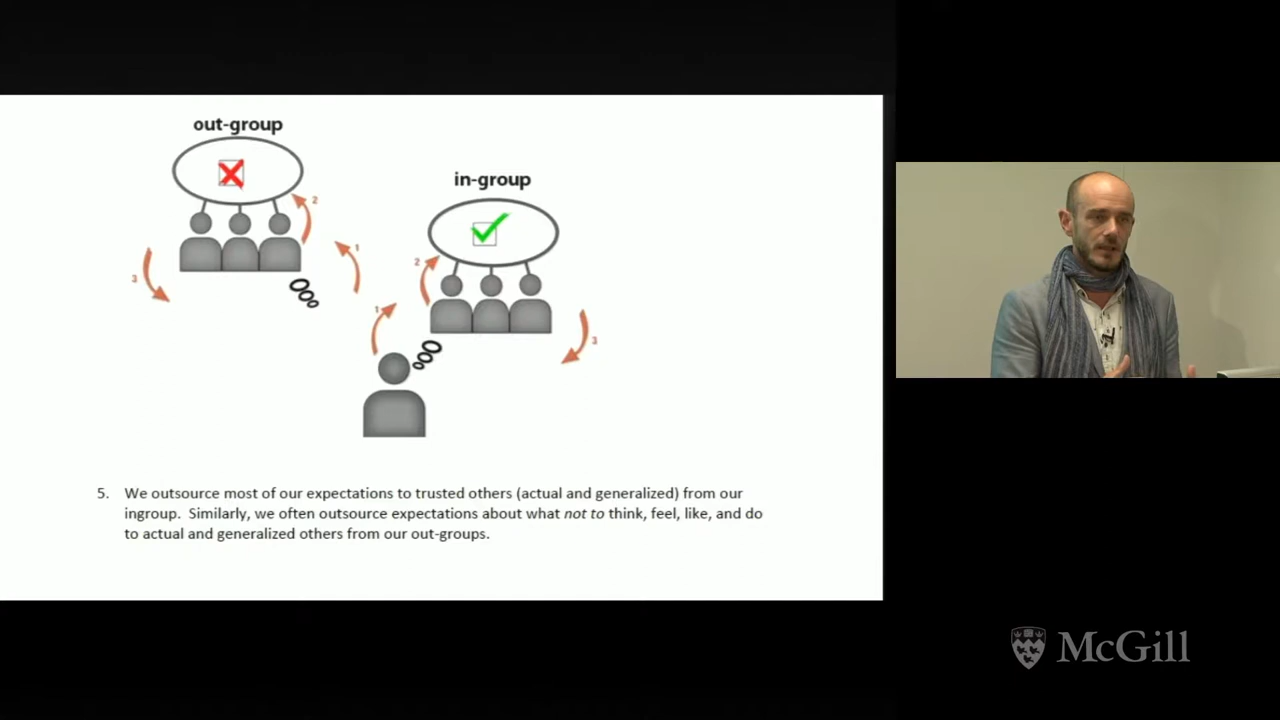 out-group
2
1
3
in-group
2
1
3
5. We outsource most of our expectations to trusted others (actual and generalized) from our
ingroup. Similarly, we often outsource expectations about what not to think, feel, like, and do
to actual and generalized others from our out-groups.
McGill